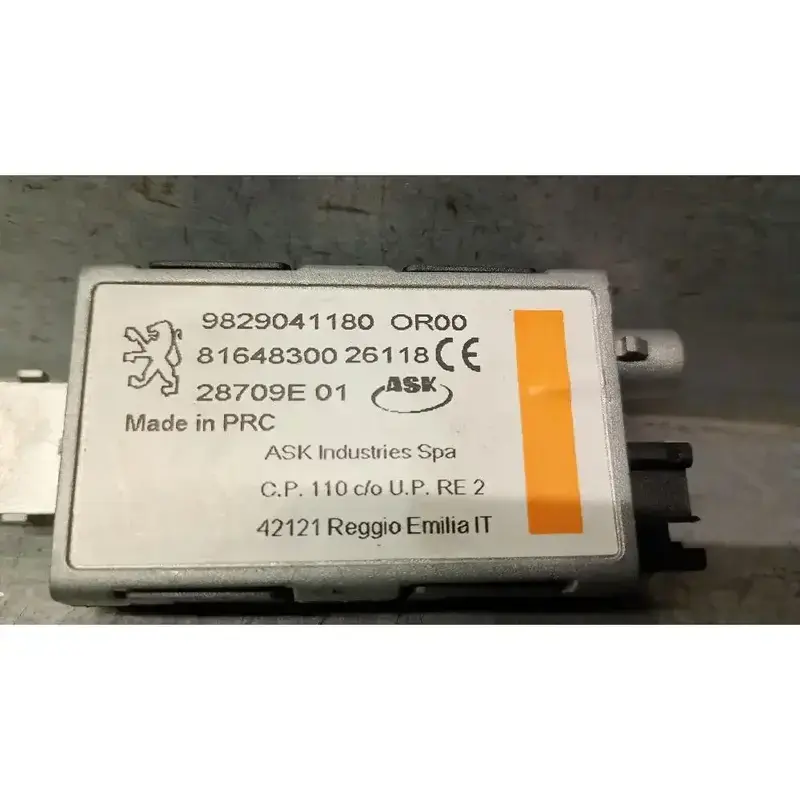 9829041180 OR00
81648300 26118 CE
28709E 01 ASK
Made in PRC
ASK Industries Spa
C.P. 110 c/o U.P. RE 2
42121 Reggio Emilia IT